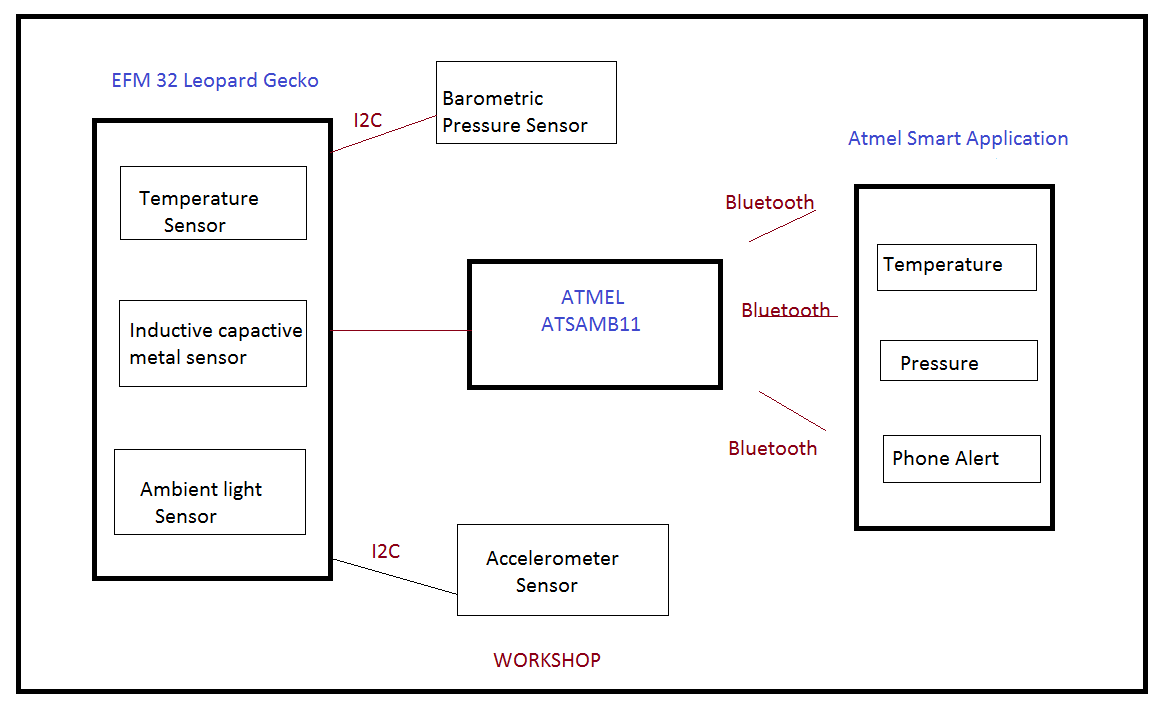 EFM 32 Leopard Gecko
I2C
Barometric
Pressure Sensor
Temperature
Sensor
Inductive capactive
metal sensor
Ambient light
Sensor
I2C
Accelerometer
Sensor
ATMEL
ATSAMB11
Bluetooth
Bluetooth
Bluetooth
Atmel Smart Application
Temperature
Pressure
Phone Alert
WORKSHOP